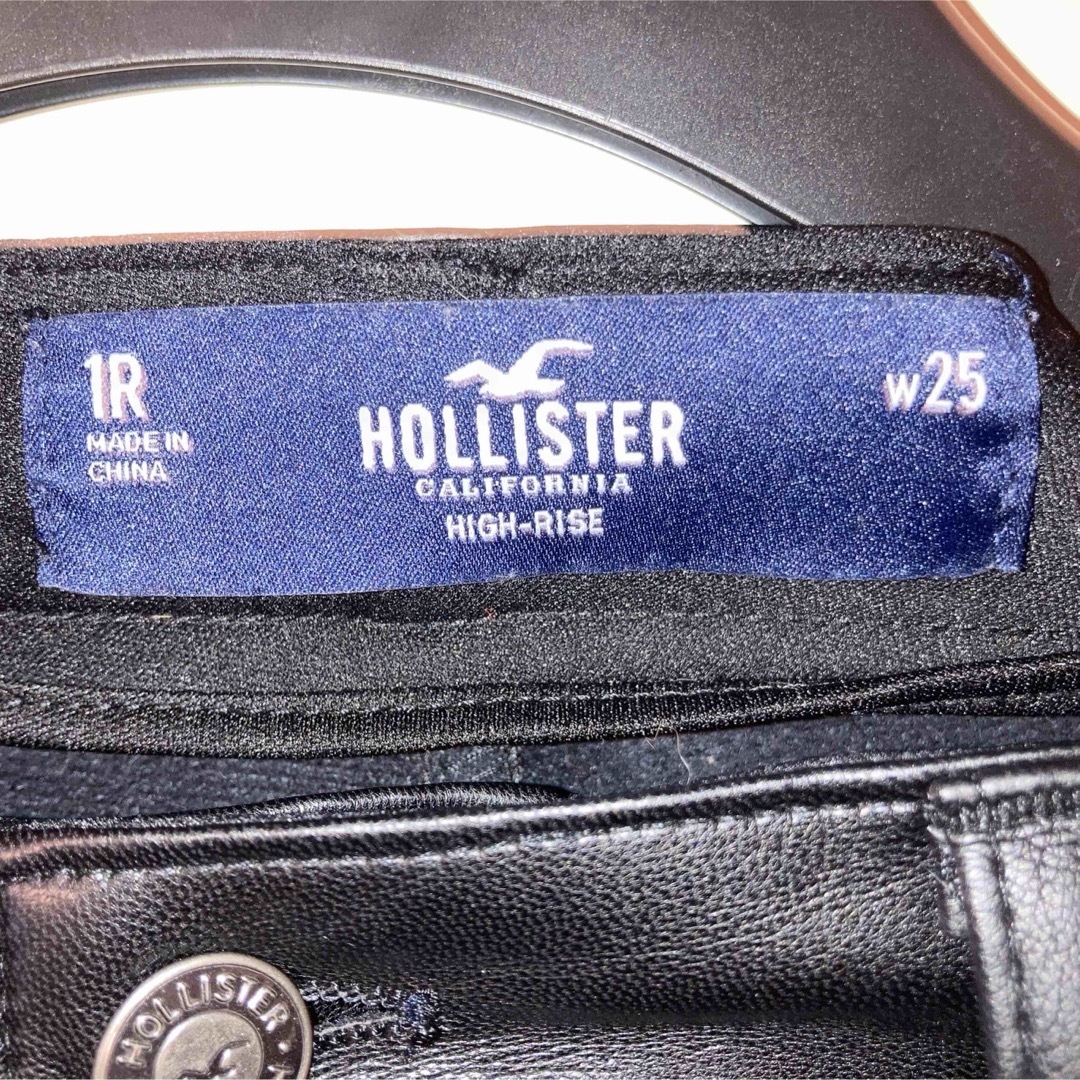 1R
MADE IN
CHINA
HOLLISTER
CALIFORNIA
HIGH-RISE
W25
HOLLISTER